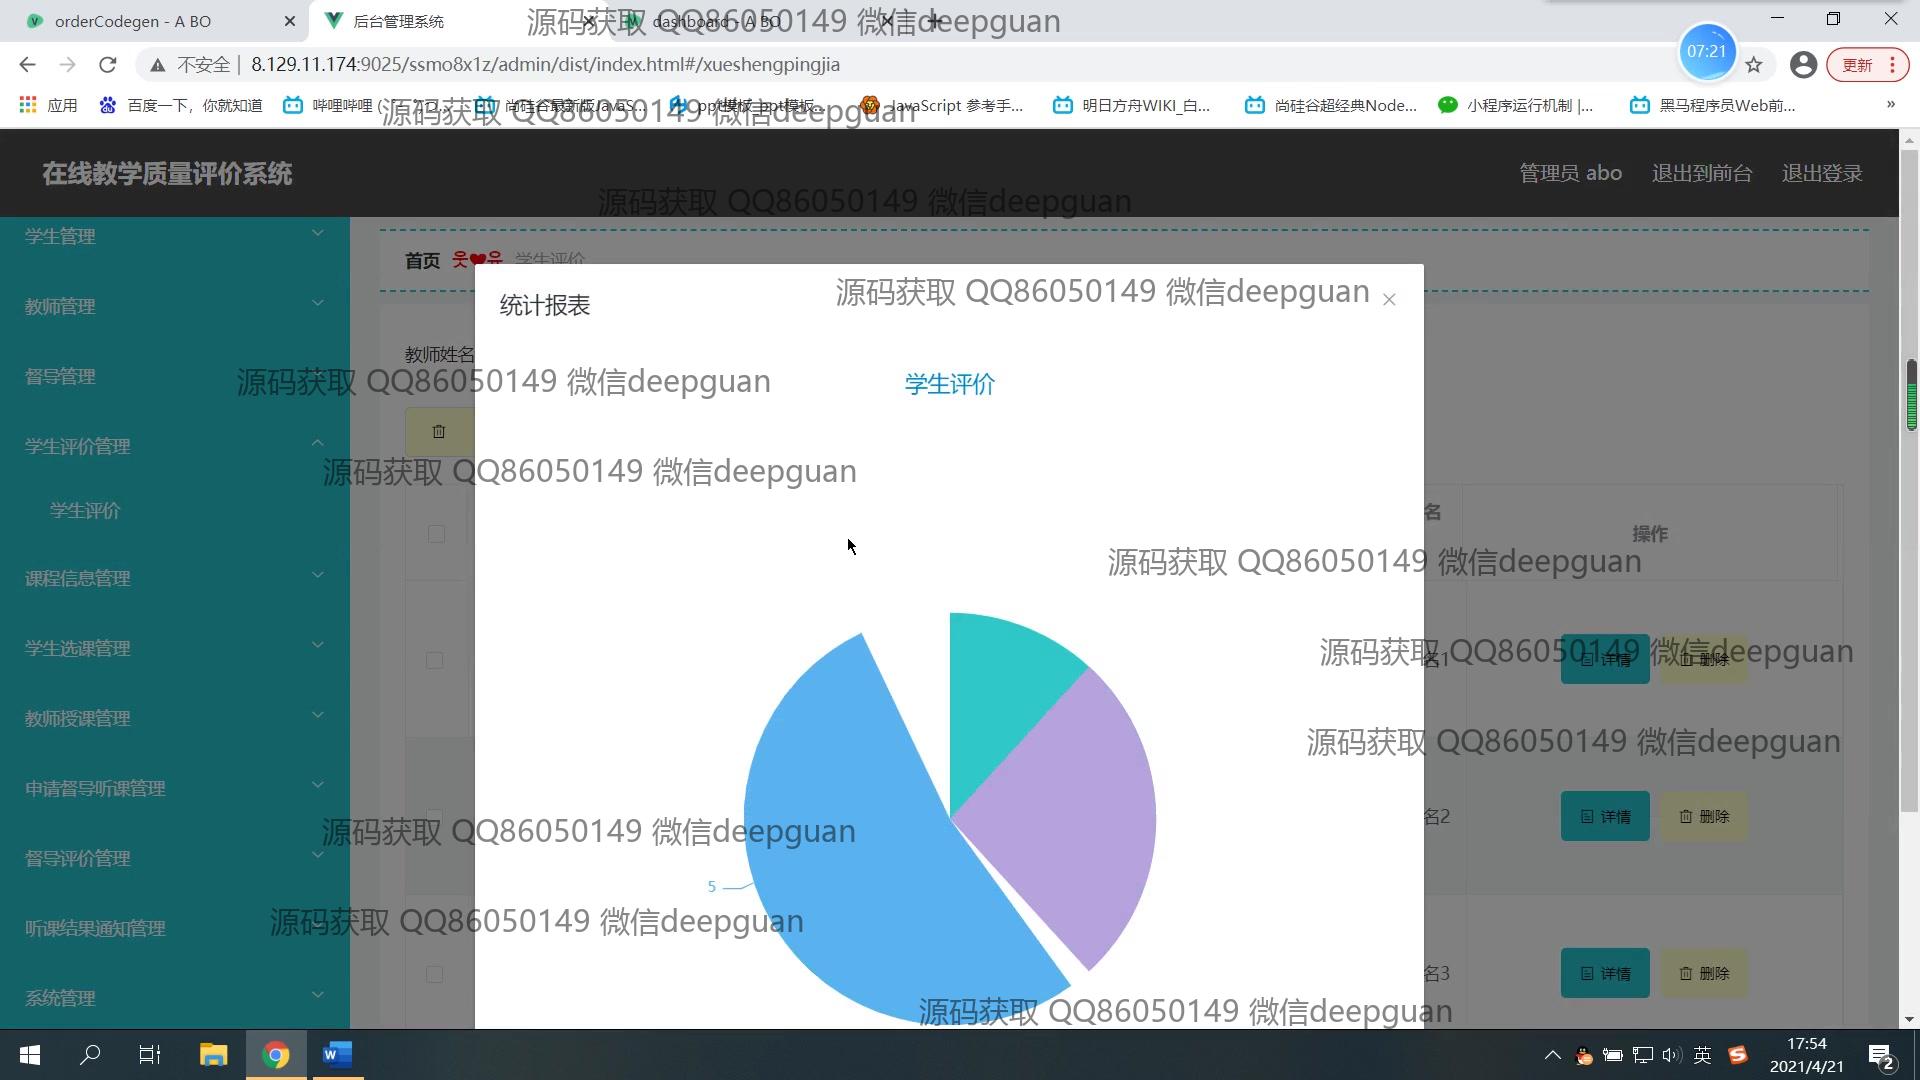 orderCodegen - A BO
后台管理系统
dashboard - A BO
源码获取 QQ86050149 微信deepguan
不安全 | 8.129.11.174:9025/ssmo8x1z/admin/dist/index.html#/xueshengpingjia
07:21
更新
应用
百度一下，你就知道
哔哩哔哩
尚硅谷最新版JavaS...
ppt模板_ppt模板...
JavaScript 参考手...
明日方舟WIKI_白...
尚硅谷超经典Node...
小程序运行机制 |...
黑马程序员Web前...
»
源码获取 QQ86050149 微信deepguan
在线教学质量评价系统
管理员 abo
退出到前台
退出登录
源码获取 QQ86050149 微信deepguan
学生管理
教师管理
督导管理
学生评价管理
学生评价
课程信息管理
学生选课管理
教师授课管理
申请督导听课管理
督导评价管理
听课结果通知管理
系统管理
首页 웃❤유 学生评价
统计报表
源码获取 QQ86050149 微信deepguan
教师姓名
源码获取 QQ86050149 微信deepguan
学生评价
源码获取 QQ86050149 微信deepguan
名
操作
源码获取 QQ86050149 微信deepguan
源码获取 QQ86050149 微信deepguan
名1
详情
删除
源码获取 QQ86050149 微信deepguan
名2
详情
删除
源码获取 QQ86050149 微信deepguan
5
源码获取 QQ86050149 微信deepguan
名3
详情
删除
源码获取 QQ86050149 微信deepguan
英
17:54
2021/4/21
2